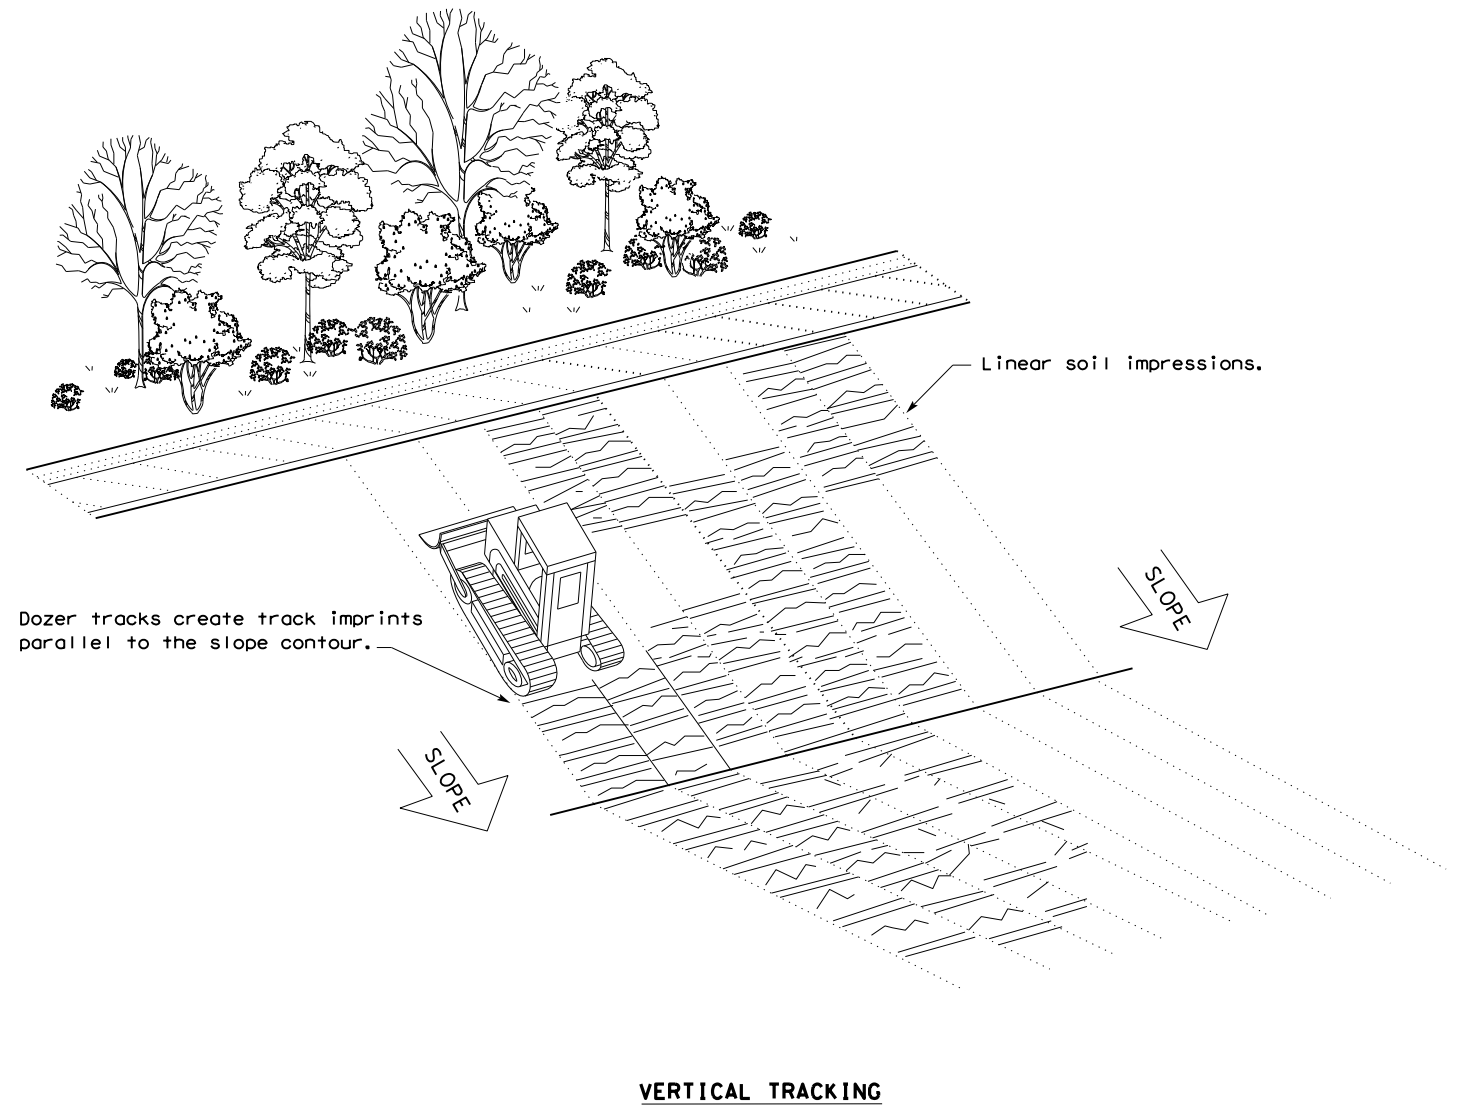 Linear soil impressions.
SLOPE
Dozer tracks create track imprints
parallel to the slope contour.
SLOPE
VERTICAL TRACKING